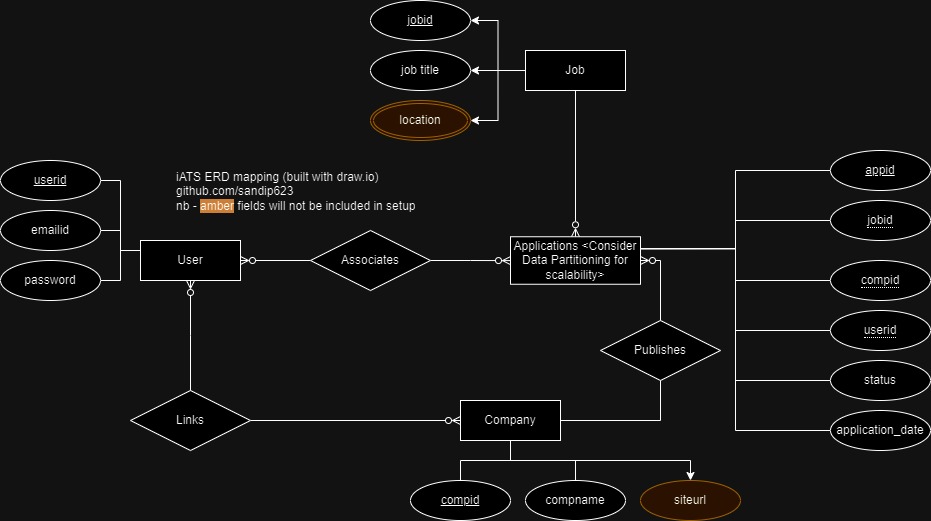 jobid
job title
Job
location
iATS ERD mapping (built with draw.io)
github.com/sandip623
nb - amber fields will not be included in setup
userid
emailid
password
User
Associates
Applications <Consider
Data Partitioning for
scalability>
appid
jobid
compid
userid
status
application_date
Publishes
Links
Company
compid
compname
siteurl